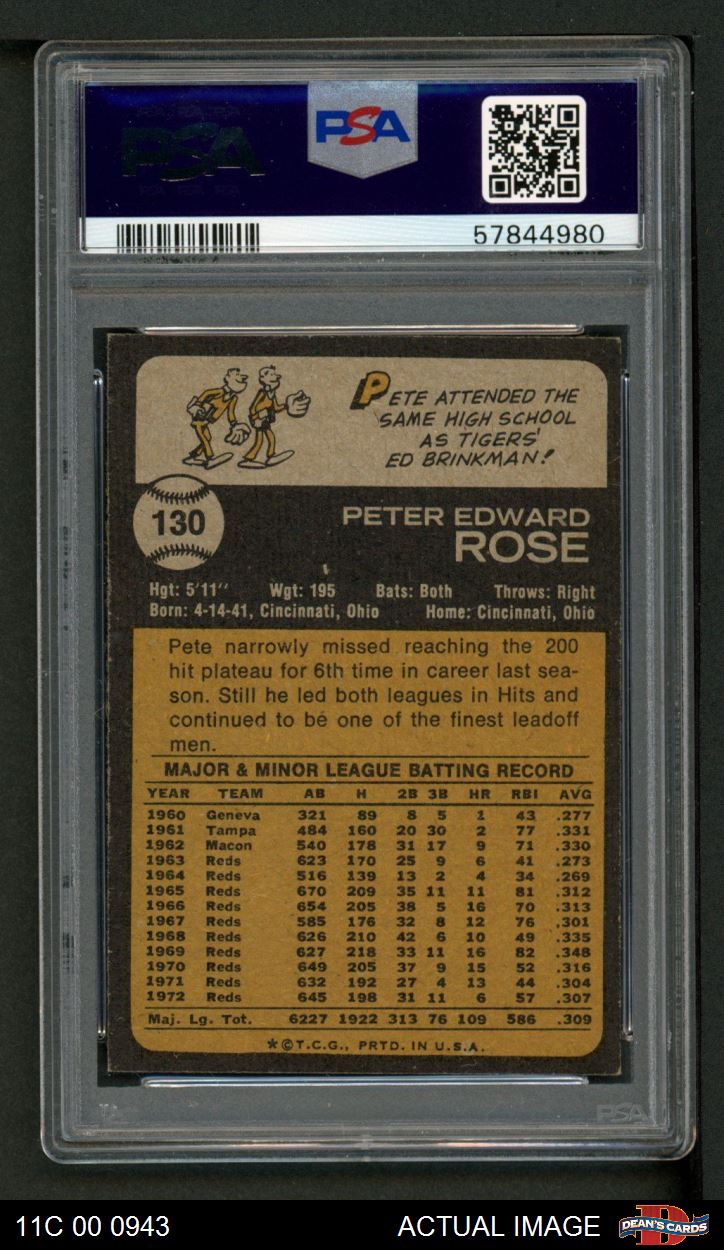 PSA
PSA
57844980
PETE ATTENDED THE
SAME HIGH SCHOOL
AS TIGERS'
ED BRINKMAN!
130
PETER EDWARD
ROSE
Hgt: 5'11" Wgt: 195 Bats: Both Throws: Right
Born: 4-14-41, Cincinnati, Ohio Home: Cincinnati, Ohio
Pete narrowly missed reaching the 200
hit plateau for 6th time in career last sea-
son. Still he led both leagues in Hits and
continued to be one of the finest leadoff
men.
MAJOR & MINOR LEAGUE BATTING RECORD
YEAR TEAM AB H 2B 3B HR RBI AVG
1960 Geneva 321 89 8 5 1 43 .277
1961 Tampa 484 160 20 30 2 77 .331
1962 Macon 540 178 31 17 9 71 .330
1963 Reds 623 170 25 9 6 41 .273
1964 Reds 516 139 13 2 4 34 .269
1965 Reds 670 209 35 11 11 81 .312
1966 Reds 654 205 38 5 16 70 .313
1967 Reds 585 176 32 8 12 76 .301
1968 Reds 626 210 42 6 10 49 .335
1969 Reds 627 218 33 11 16 82 .348
1970 Reds 649 205 37 9 15 52 .316
1971 Reds 632 192 27 4 13 44 .304
1972 Reds 645 198 31 11 6 57 .307
Maj. Lg. Tot. 6227 1922 313 76 109 586 .309
*©T.C.G., PRTD. IN U.S.A.
PSA
11C 00 0943 ACTUAL IMAGE DEAN'S CARDS